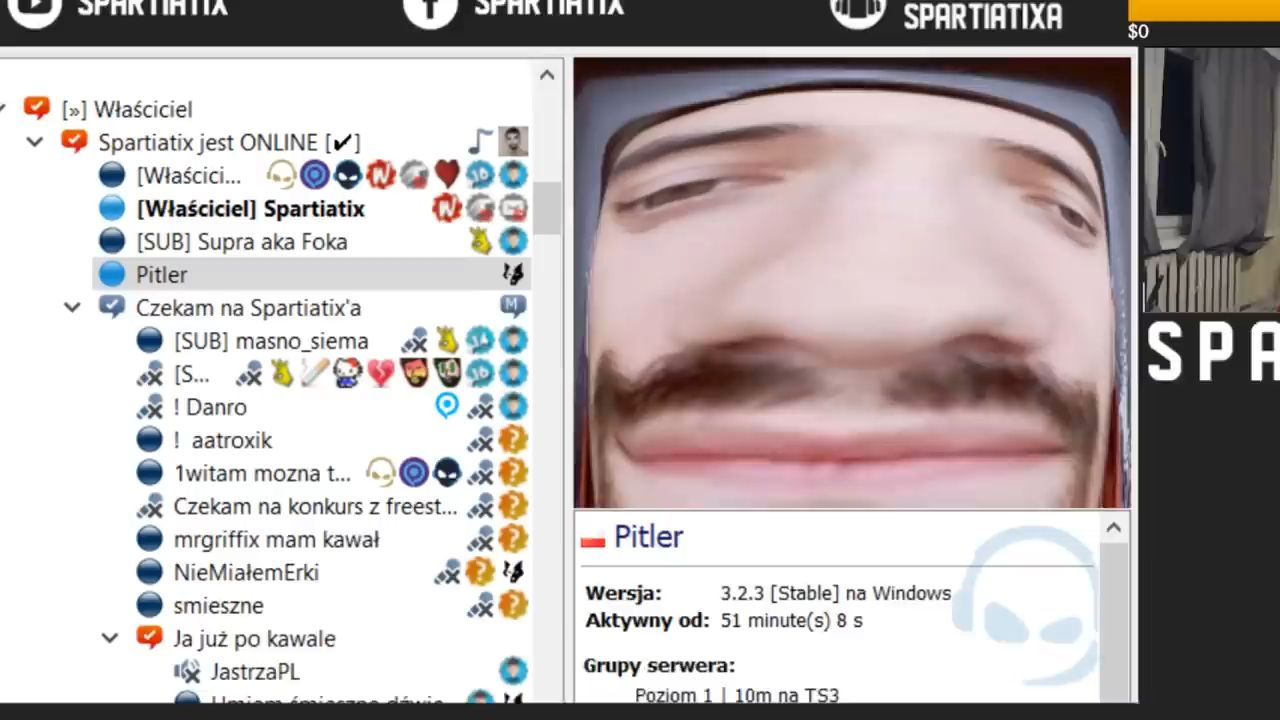 SPARTIATIX
SPARTIATIX
SPARTIATIXA
$0
[»] Właściciel
Spartiatix jest ONLINE [✔]
[Właścici...
[Właściciel] Spartiatix
[SUB] Supra aka Foka
Pitler
Czekam na Spartiatix'a
[SUB] masno_siema
[S...
! Danro
! aatroxik
1witam mozna t...
Czekam na konkurs z freest...
mrgriffix mam kawał
NieMiałemErki
smieszne
Ja już po kawale
JastrzaPL
Umiem śmieszne dźwię...
Pitler
Wersja: 3.2.3 [Stable] na Windows
Aktywny od: 51 minute(s) 8 s
Grupy serwera:
Poziom 1 | 10m na TS3
SPA